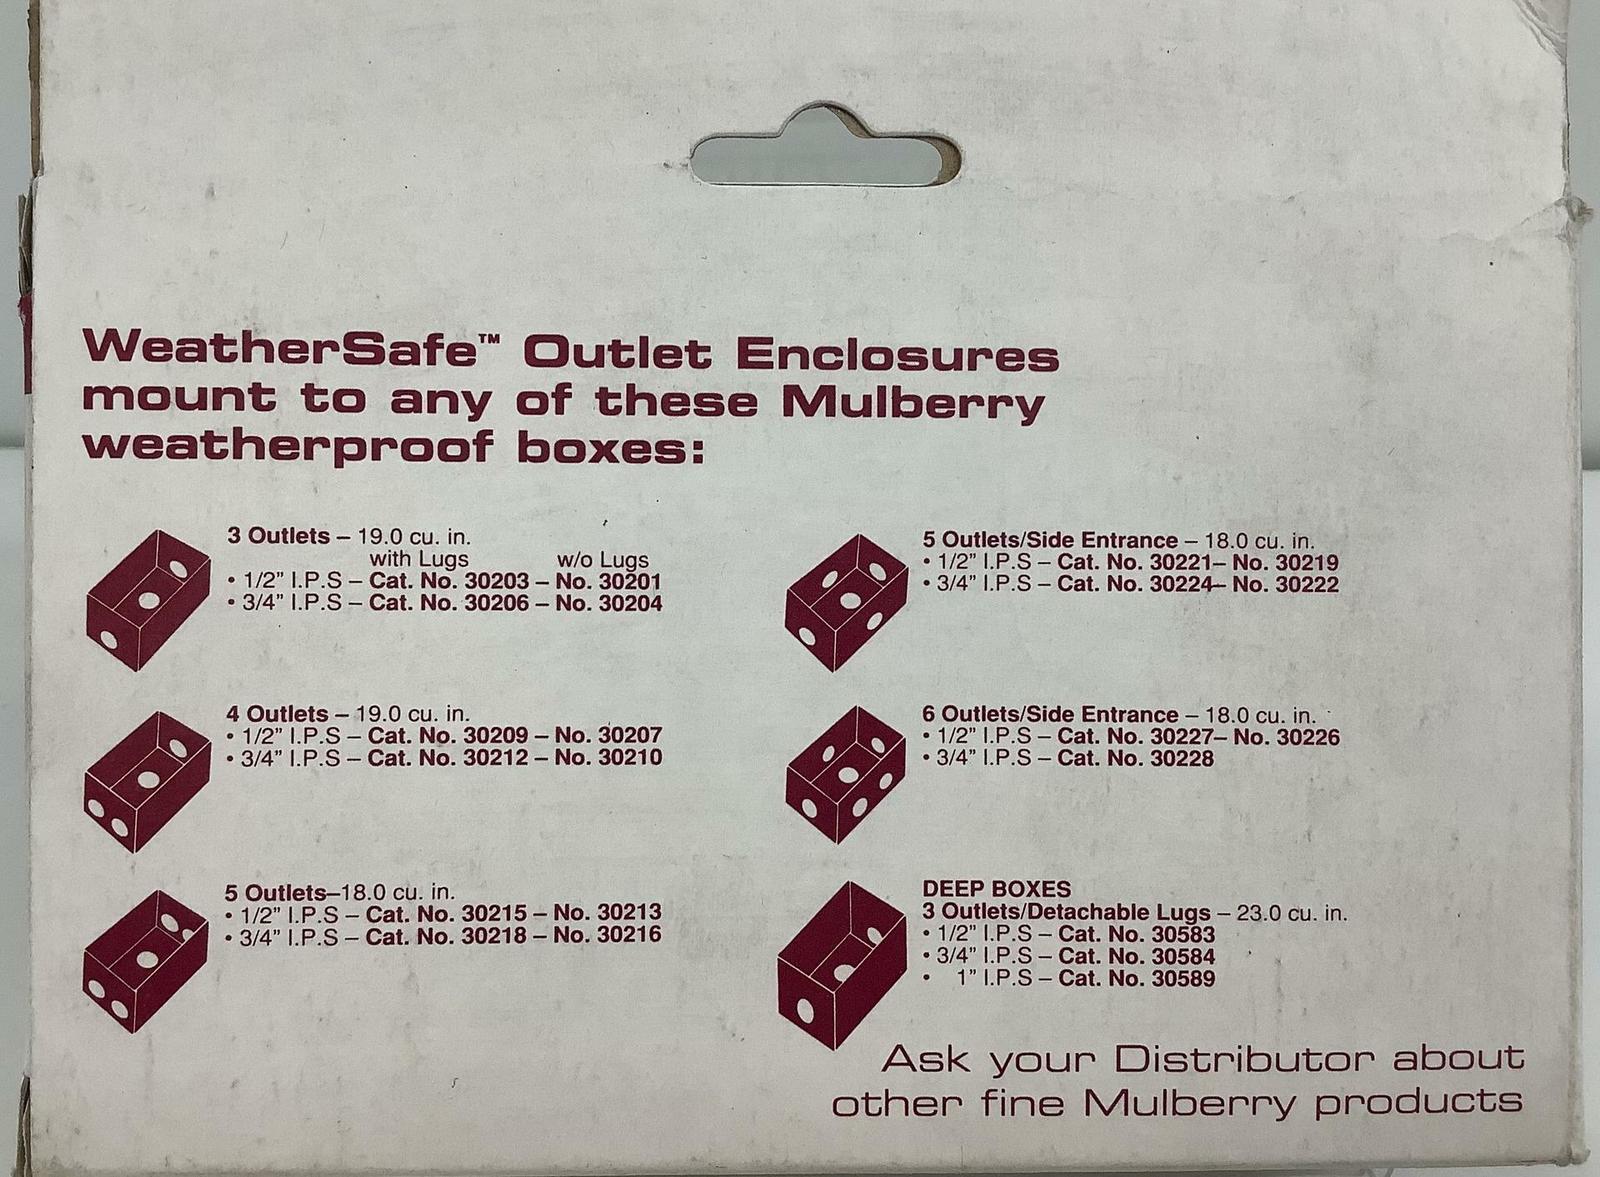 WeatherSafe™ Outlet Enclosures
mount to any of these Mulberry
weatherproof boxes:
3 Outlets – 19.0 cu. in.
with Lugs w/o Lugs
• 1/2” I.P.S – Cat. No. 30203 – No. 30201
• 3/4” I.P.S – Cat. No. 30206 – No. 30204
4 Outlets – 19.0 cu. in.
• 1/2” I.P.S – Cat. No. 30209 – No. 30207
• 3/4” I.P.S – Cat. No. 30212 – No. 30210
5 Outlets–18.0 cu. in.
• 1/2” I.P.S – Cat. No. 30215 – No. 30213
• 3/4” I.P.S – Cat. No. 30218 – No. 30216
5 Outlets/Side Entrance – 18.0 cu. in.
• 1/2” I.P.S – Cat. No. 30221– No. 30219
• 3/4” I.P.S – Cat. No. 30224– No. 30222
6 Outlets/Side Entrance – 18.0 cu. in.
• 1/2” I.P.S – Cat. No. 30227– No. 30226
• 3/4” I.P.S – Cat. No. 30228
DEEP BOXES
3 Outlets/Detachable Lugs – 23.0 cu. in.
• 1/2” I.P.S – Cat. No. 30583
• 3/4” I.P.S – Cat. No. 30584
• 1” I.P.S – Cat. No. 30589
Ask your Distributor about
other fine Mulberry products